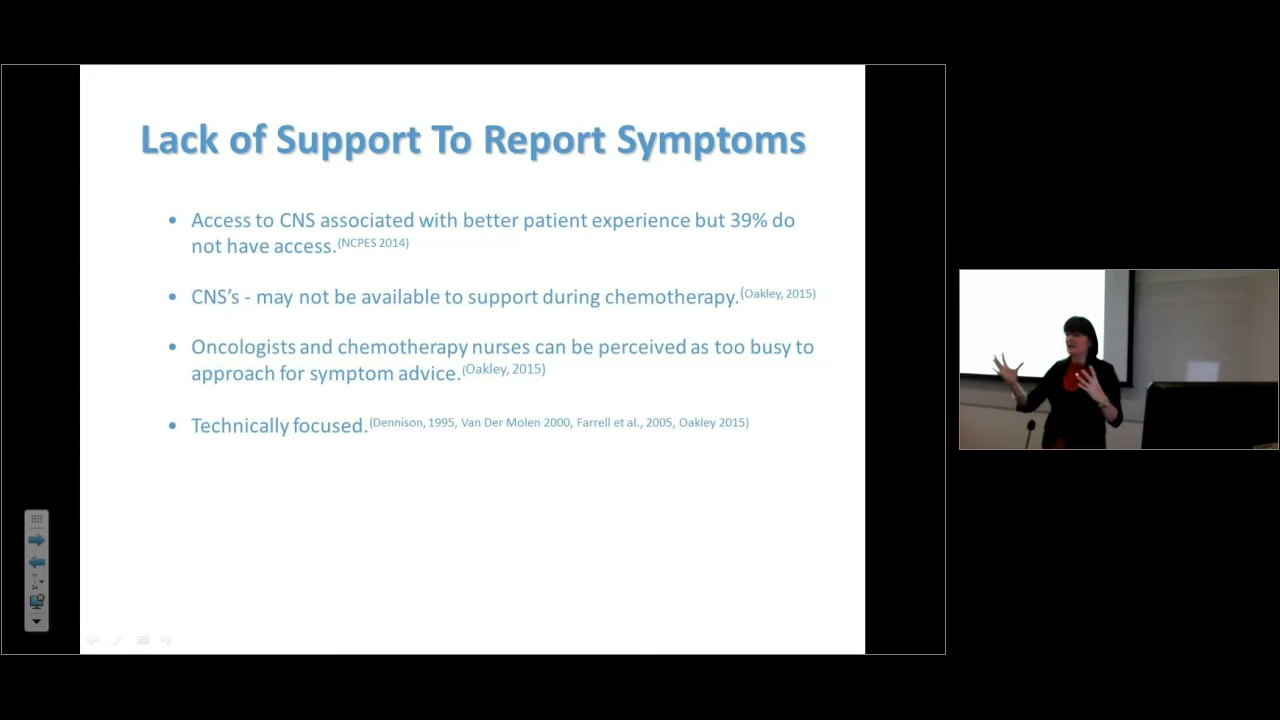 Lack of Support To Report Symptoms
• Access to CNS associated with better patient experience but 39% do
not have access.(NCPES 2014)
• CNS's - may not be available to support during chemotherapy.(Oakley, 2015)
• Oncologists and chemotherapy nurses can be perceived as too busy to
approach for symptom advice.(Oakley, 2015)
• Technically focused.(Dennison, 1995, Van Der Molen 2000, Farrell et al., 2005, Oakley 2015)